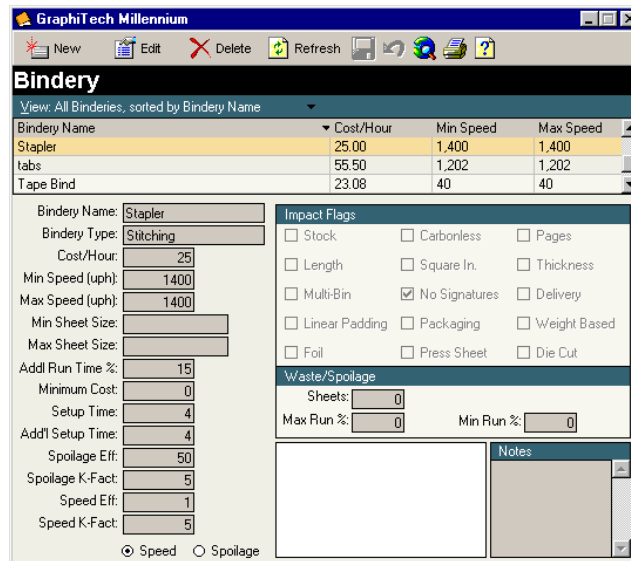 GraphiTech Millennium
New Edit Delete Refresh
Bindery
View: All Binderies, sorted by Bindery Name
Bindery Name Cost/Hour Min Speed Max Speed
Stapler 25.00 1,400 1,400
tabs 55.50 1,202 1,202
Tape Bind 23.08 40 40
Bindery Name: Stapler
Bindery Type: Stitching
Cost/Hour: 25
Min Speed (uph): 1400
Max Speed (uph): 1400
Min Sheet Size:
Max Sheet Size:
Addl Run Time %: 15
Minimum Cost: 0
Setup Time: 4
Add'l Setup Time: 4
Spoilage Eff: 50
Spoilage K-Fact: 5
Speed Eff: 1
Speed K-Fact: 5
Speed Spoilage
Impact Flags
Stock Carbonless Pages
Length Square In. Thickness
Multi-Bin No Signatures Delivery
Linear Padding Packaging Weight Based
Foil Press Sheet Die Cut
Waste/Spoilage
Sheets: 0
Max Run %: 0 Min Run %: 0
Notes